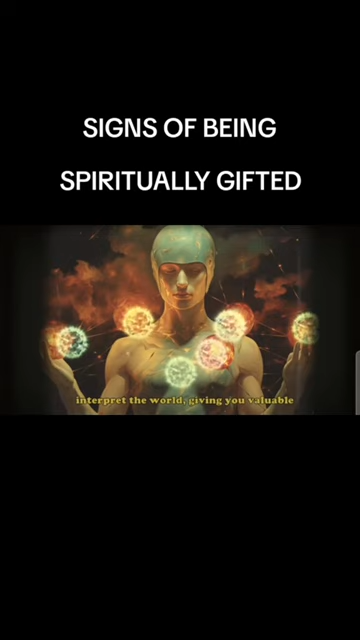 SIGNS OF BEING
SPIRITUALLY GIFTED
interpret the world, giving you valuable